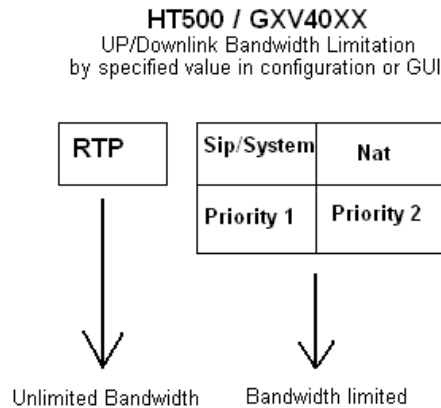 HT500 / GXV40XX
UP/Downlink Bandwidth Limitation
by specified value in configuration or GUI
RTP
Sip/System Nat
Priority 1 Priority 2
Unlimited Bandwidth Bandwidth limited